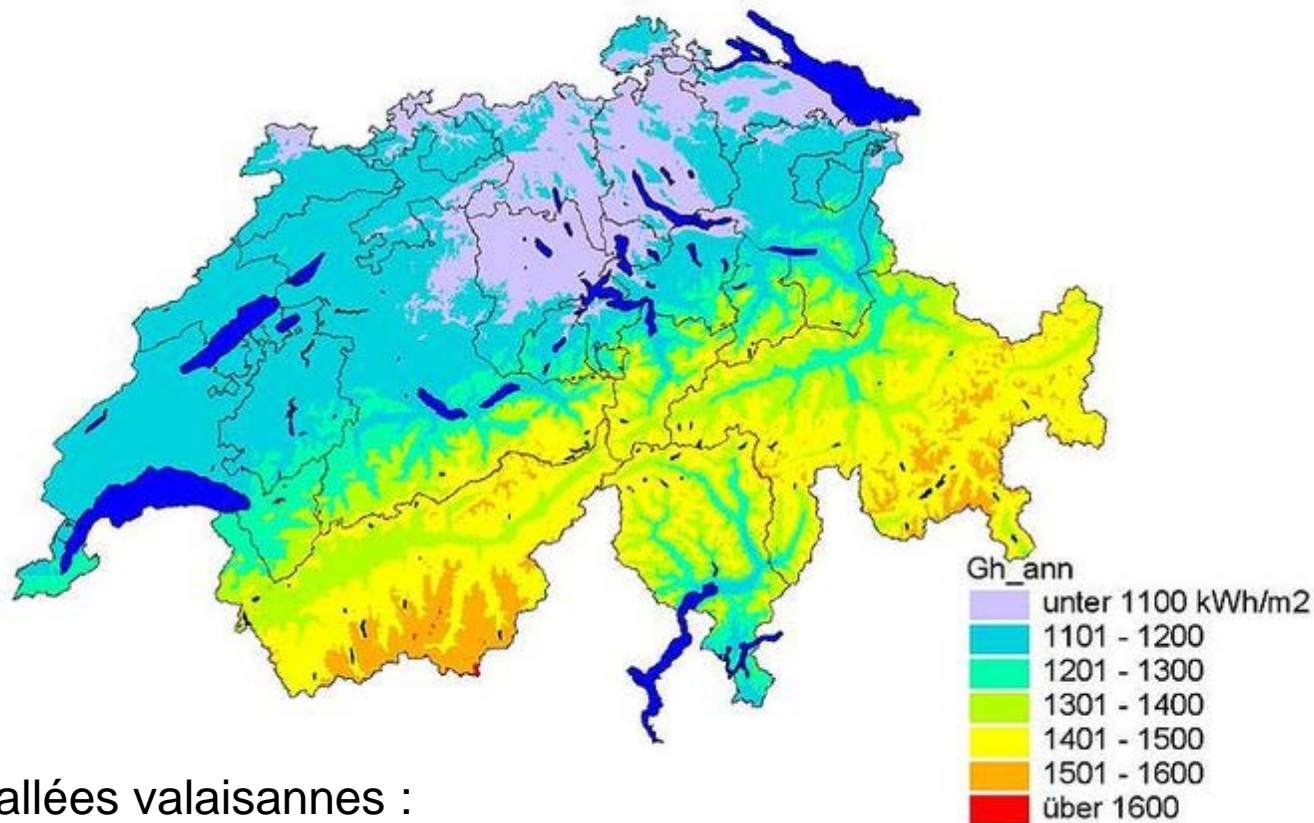 Gh_ann
unter 1100 kWh/m2
1101 - 1200
1201 - 1300
1301 - 1400
1401 - 1500
1501 - 1600
über 1600
allées valaisannes :